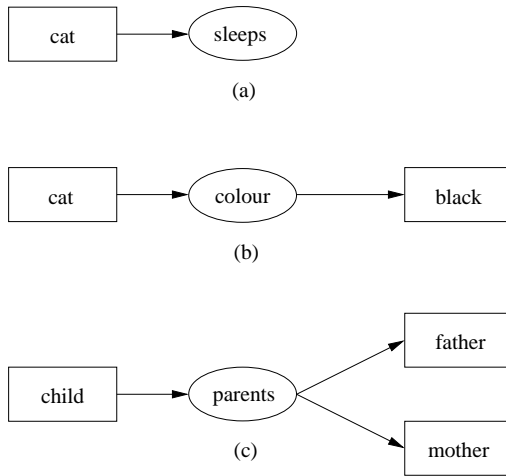 cat sleeps
(a)
cat colour black
(b)
father
child parents
mother
(c)